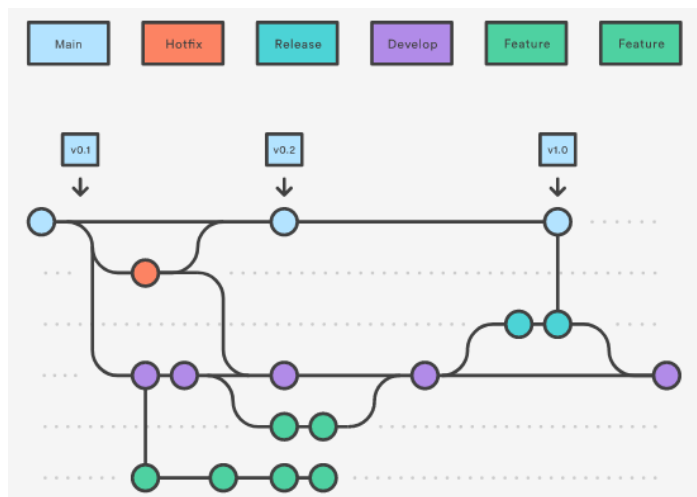 Main
Hotfix
Release
Develop
Feature
Feature
v0.1
v0.2
v1.0